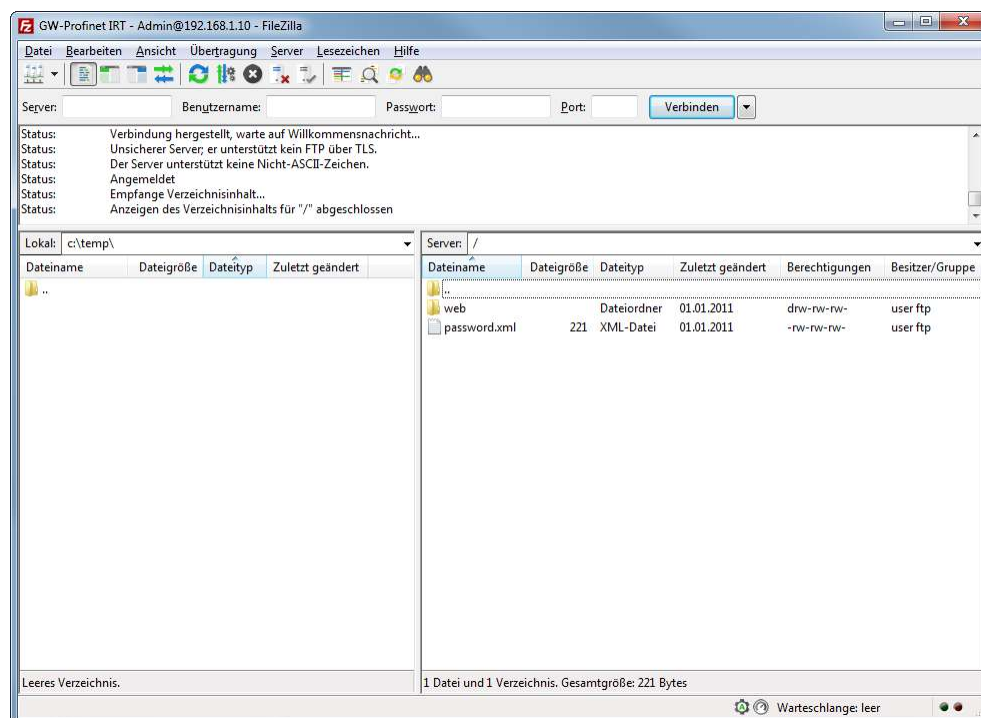 GW-Profinet IRT - Admin@192.168.1.10 - FileZilla
Datei Bearbeiten Ansicht Übertragung Server Lesezeichen Hilfe
Server: Benutzername: Passwort: Port: Verbinden
Status: Verbindung hergestellt, warte auf Willkommensnachricht...
Status: Unsicherer Server; er unterstützt kein FTP über TLS.
Status: Der Server unterstützt keine Nicht-ASCII-Zeichen.
Status: Angemeldet
Status: Empfange Verzeichnisinhalt...
Status: Anzeigen des Verzeichnisinhalts für "/" abgeschlossen
Lokal: c:\temp\
Dateiname Dateigröße Dateityp Zuletzt geändert
..
Leeres Verzeichnis.
Server: /
Dateiname Dateigröße Dateityp Zuletzt geändert Berechtigungen Besitzer/Gruppe
..
web Dateiordner 01.01.2011 drw-rw-rw- user ftp
password.xml 221 XML-Datei 01.01.2011 -rw-rw-rw- user ftp
1 Datei und 1 Verzeichnis. Gesamtgröße: 221 Bytes
Warteschlange: leer